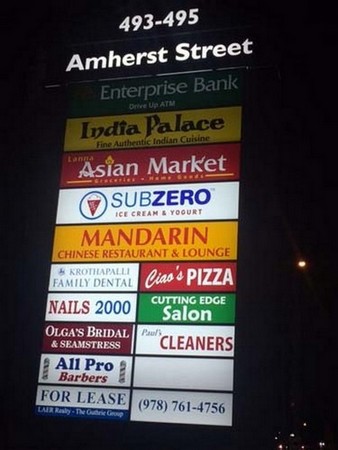 493-495
Amherst Street
Enterprise Bank
Drive Up ATM
India Palace
Fine Authentic Indian Cuisine
Lanna
Asian Market
Groceries - Home Goods
SUBZERO™
ICE CREAM & YOGURT
MANDARIN
CHINESE RESTAURANT & LOUNGE
KROTHAPALLI
FAMILY DENTAL
Ciao's PIZZA
NAILS 2000
CUTTING EDGE
Salon
OLGA'S BRIDAL
& SEAMSTRESS
Paul's
CLEANERS
All Pro
Barbers
FOR LEASE
LAER Realty - The Guthrie Group
(978) 761-4756